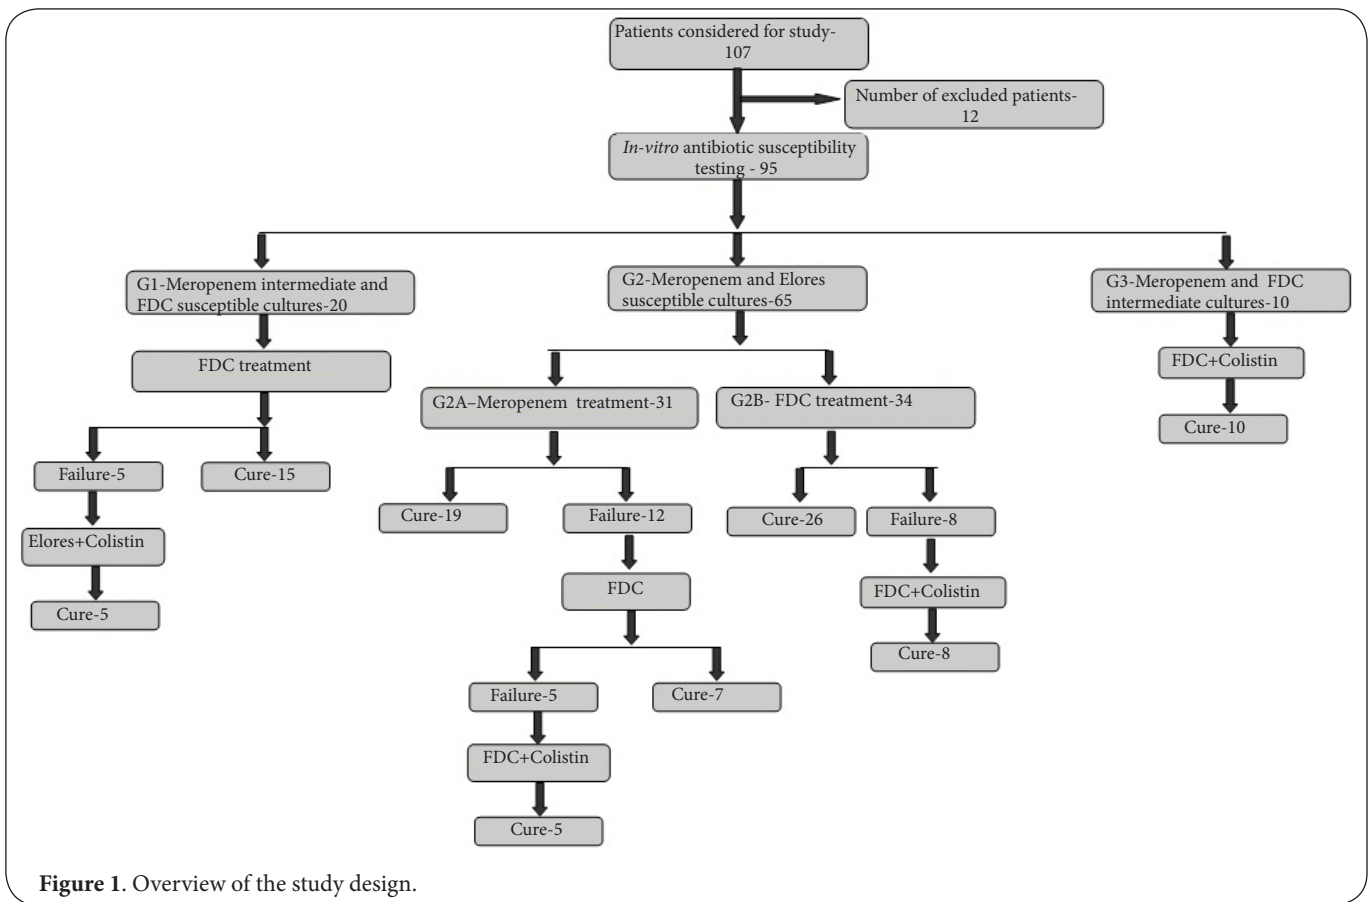 Patients considered for study-
107
Number of excluded patients-
12
In-vitro antibiotic susceptibility
testing - 95
G1-Meropenem intermediate and
FDC susceptible cultures-20
G2-Meropenem and Elores
susceptible cultures-65
G3-Meropenem and FDC
intermediate cultures-10
FDC treatment
FDC+Colistin
G2A–Meropenem treatment-31
G2B- FDC treatment-34
Cure-10
Failure-5
Cure-15
Cure-19
Failure-12
Cure-26
Failure-8
Elores+Colistin
FDC
FDC+Colistin
Cure-5
Cure-8
Failure-5
Cure-7
FDC+Colistin
Cure-5
Figure 1. Overview of the study design.